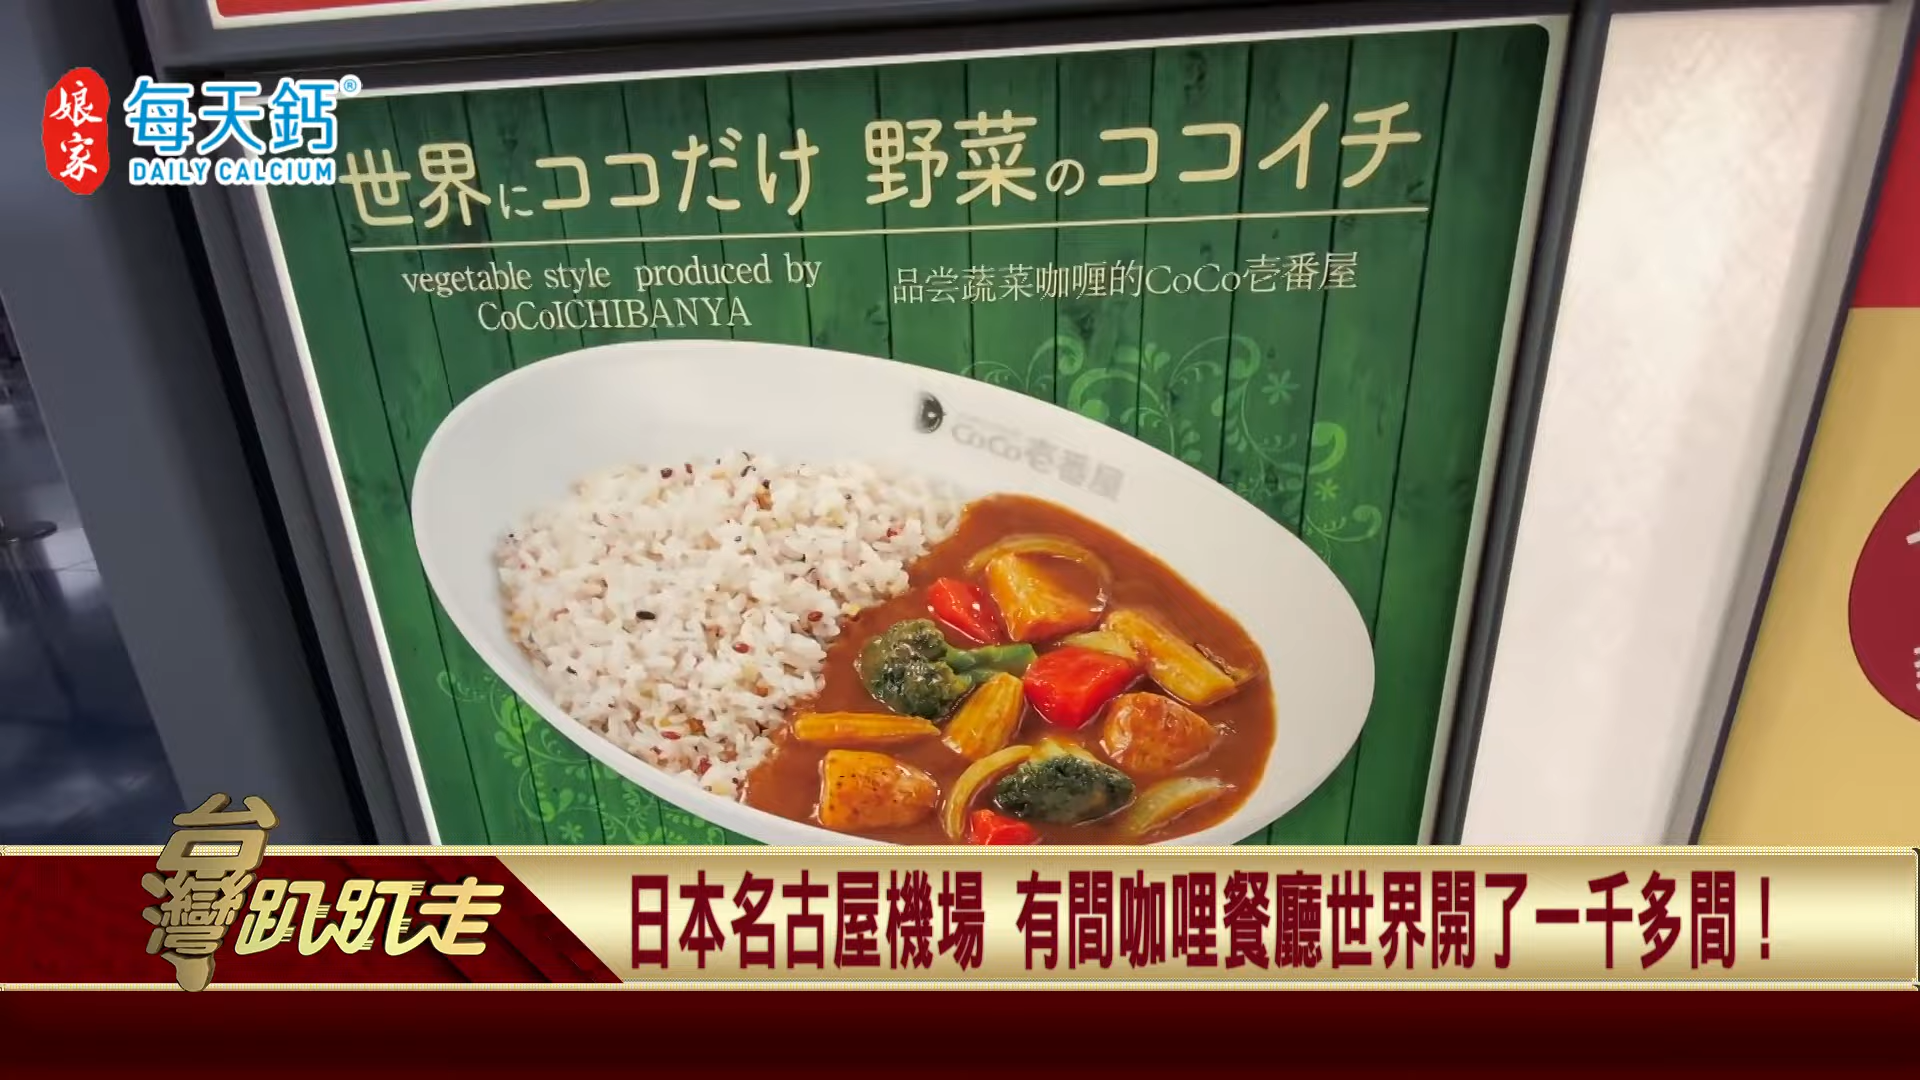 娘家
每天鈣®
DAILY CALCIUM
世界にココだけ 野菜のココイチ
vegetable style produced by
CoCoICHIBANYA
品尝蔬菜咖喱的CoCo壱番屋
CoCo壱番屋
台灣趴趴走
日本名古屋機場 有間咖哩餐廳世界開了一千多間！